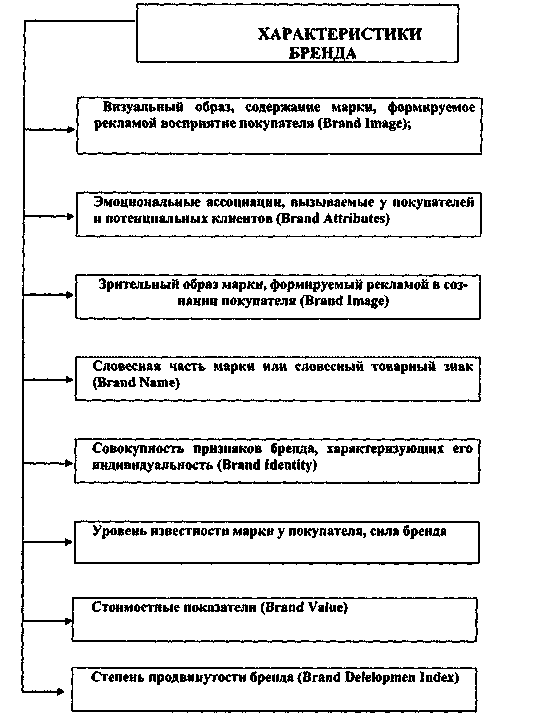 ХАРАКТЕРИСТИКИ
БРЕНДА
Визуальный образ, содержание марки, формируемое
рекламой восприятие покупателя (Brand Image);
Эмоциональные ассоциации, вызываемые у покупателей
и потенциальных клиентов (Brand Attributes)
Зрительный образ марки, формируемый рекламой в соз-
нании покупателя (Brand Image)
Словесная часть марки или словесный товарный знак
(Brand Name)
Совокупность признаков бренда, характеризующих его
индивидуальность (Brand Identity)
Уровень известности марки у покупателя, сила бренда
Стоимостные показатели (Brand Value)
Степень продвинутости бренда (Brand Delelopmen Index)